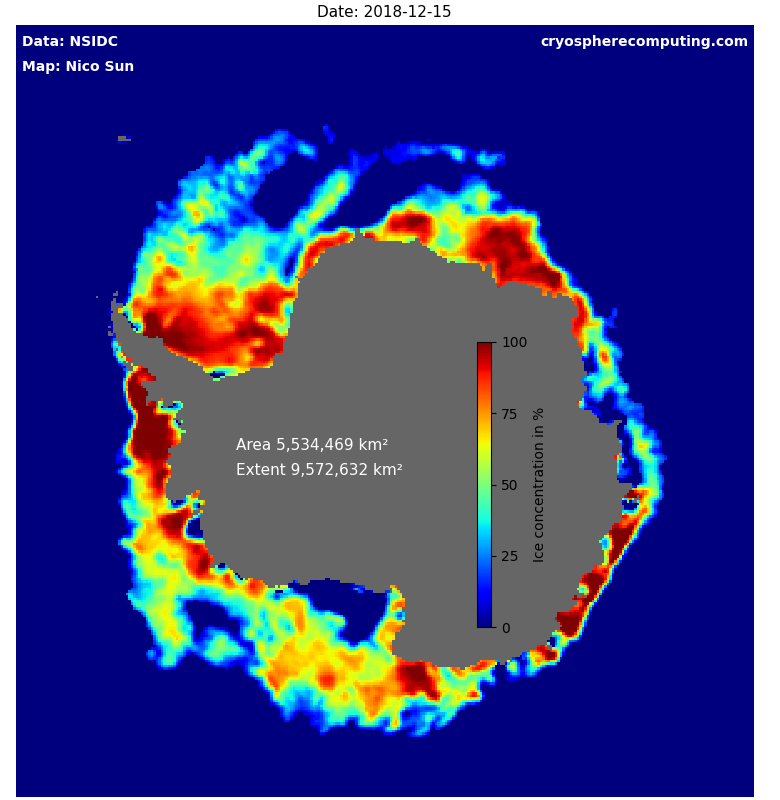 Date: 2018-12-15
Data: NSIDC
cryospherecomputing.com
Map: Nico Sun
100
75
50
25
0
Ice concentration in %
Area 5,534,469 km²
Extent 9,572,632 km²